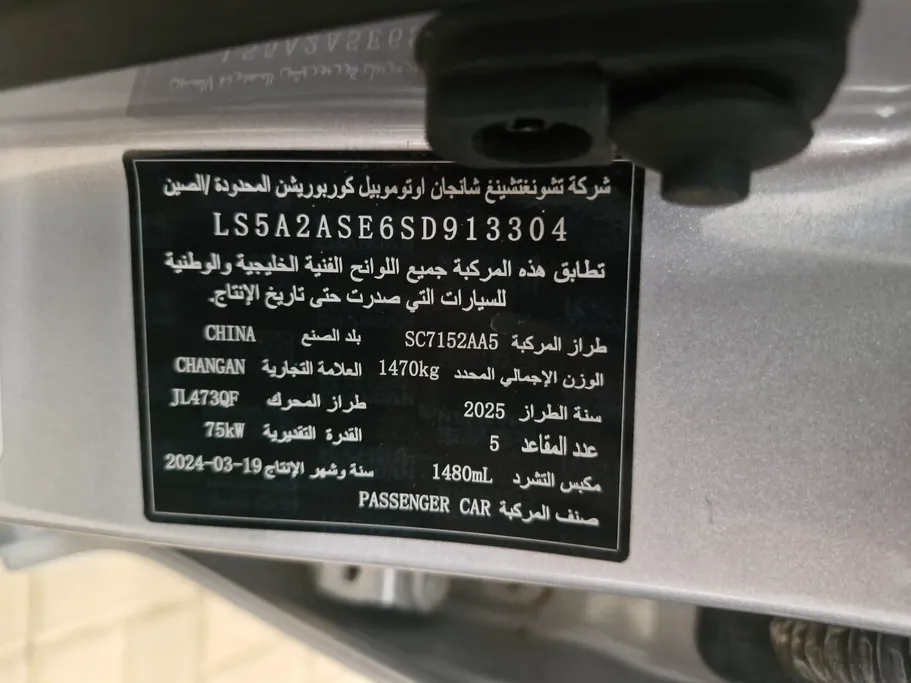 شركة تشونغتشينغ شانجان اوتوموبيل كوربوريشن المحدودة /الصين
LS5A2ASE6SD913304
تطابق هذه المركبة جميع اللوانح الفنية الخليجية والوطنية
للسيارات التي صدرت حتى تاريخ الإنتاج.
طراز المركبة SC7152AA5 بلد الصنع CHINA
الوزن الإجمالي المحدد 1470kg العلامة التجارية CHANGAN
سنة الطراز 2025 طراز المحرك JL473QF
عدد المقاعد 5 القدرة التقديرية 75kW
مكبس التشرد 1480mL سنة وشهر الإنتاج 2024-03-19
صنف المركبة PASSENGER CAR